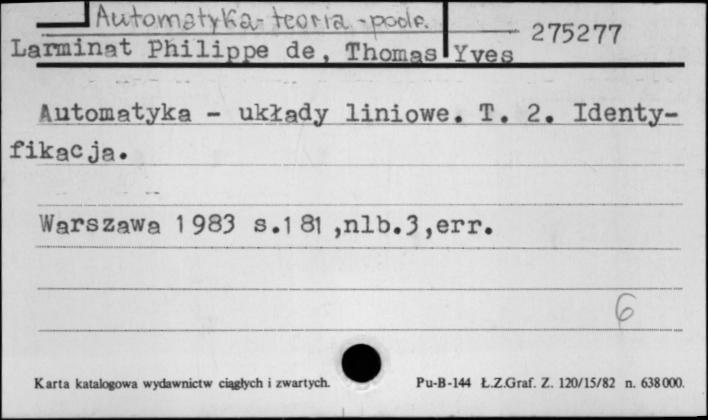 Automatyka-teoria-podr.
275277
Larminat Philippe de, Thomas Yves
Automatyka - układy liniowe. T. 2. Identy-
fikacja.
Warszawa 1983 s.181,nlb.3,err.
6
Karta katalogowa wydawnictw ciągłych i zwartych.
Pu-B-144 Ł.Z.Graf. Z. 120/15/82 n. 638000.